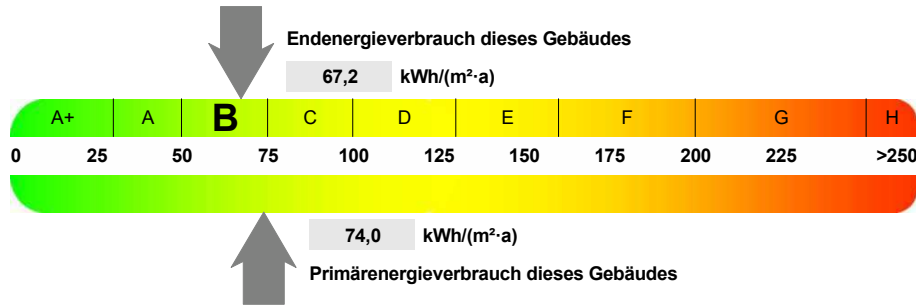 Endenergieverbrauch dieses Gebäudes
67,2 kWh/(m²·a)
A+ A B C D E F G H
0 25 50 75 100 125 150 175 200 225 >250
74,0 kWh/(m²·a)
Primärenergieverbrauch dieses Gebäudes